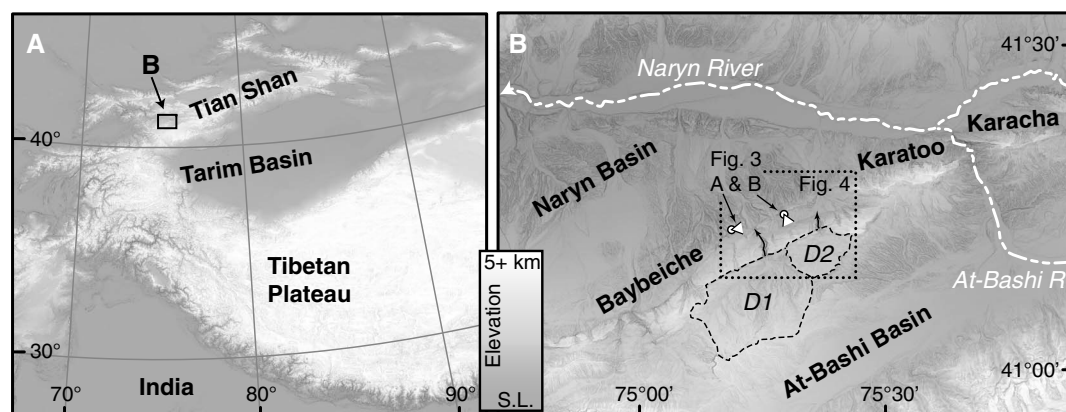 A
B
Tian Shan
40°
Tarim Basin
Tibetan
Plateau
30°
India
70°
80°
90°
5+ km
Elevation
S.L.
B
41°30'
Naryn River
Karacha
Naryn Basin
Karatoo
Fig. 3
A & B
Fig. 4
D2
D1
Baybeiche
At-Bashi R
At-Bashi Basin
41°00'
75°00'
75°30'